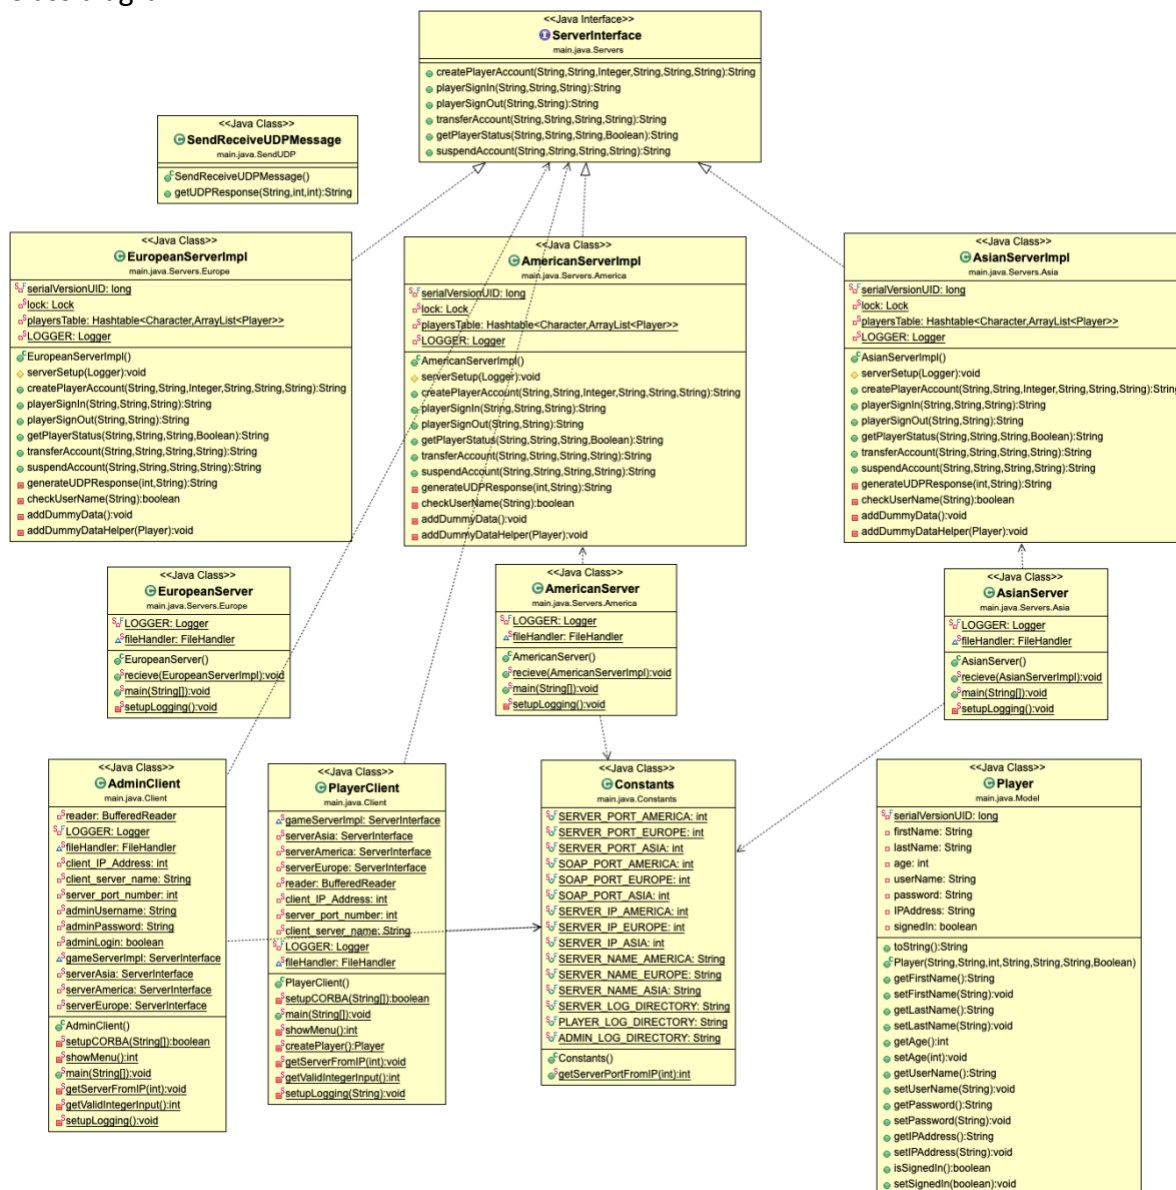 <<Java Interface>>
ServerInterface
main.java.Servers
createPlayerAccount(String,String,Integer,String,String,String):String
playerSignIn(String,String,String):String
playerSignOut(String,String):String
transferAccount(String,String,String,String):String
getPlayerStatus(String,String,String,Boolean):String
suspendAccount(String,String,String,String):String
<<Java Class>>
SendReceiveUDPMessage
main.java.SendUDP
SendReceiveUDPMessage()
getUDPResponse(String,int,int):String
<<Java Class>>
EuropeanServerImpl
main.java.Servers.Europe
serialVersionUID: long
lock: Lock
playersTable: Hashtable<Character,ArrayList<Player>>
LOGGER: Logger
EuropeanServerImpl()
serverSetup(Logger):void
createPlayerAccount(String,String,Integer,String,String,String):String
playerSignIn(String,String,String):String
playerSignOut(String,String):String
getPlayerStatus(String,String,String,Boolean):String
transferAccount(String,String,String,String):String
suspendAccount(String,String,String,String):String
generateUDPResponse(int,String):String
checkUserName(String):boolean
addDummyData():void
addDummyDataHelper(Player):void
<<Java Class>>
AmericanServerImpl
main.java.Servers.America
serialVersionUID: long
lock: Lock
playersTable: Hashtable<Character,ArrayList<Player>>
LOGGER: Logger
AmericanServerImpl()
serverSetup(Logger):void
createPlayerAccount(String,String,Integer,String,String,String):String
playerSignIn(String,String,String):String
playerSignOut(String,String):String
getPlayerStatus(String,String,String,Boolean):String
transferAccount(String,String,String,String):String
suspendAccount(String,String,String,String):String
generateUDPResponse(int,String):String
checkUserName(String):boolean
addDummyData():void
addDummyDataHelper(Player):void
<<Java Class>>
AsianServerImpl
main.java.Servers.Asia
serialVersionUID: long
lock: Lock
playersTable: Hashtable<Character,ArrayList<Player>>
LOGGER: Logger
AsianServerImpl()
serverSetup(Logger):void
createPlayerAccount(String,String,Integer,String,String,String):String
playerSignIn(String,String,String):String
playerSignOut(String,String):String
getPlayerStatus(String,String,String,Boolean):String
transferAccount(String,String,String,String):String
suspendAccount(String,String,String,String):String
generateUDPResponse(int,String):String
checkUserName(String):boolean
addDummyData():void
addDummyDataHelper(Player):void
<<Java Class>>
EuropeanServer
main.java.Servers.Europe
LOGGER: Logger
fileHandler: FileHandler
EuropeanServer()
recieve(EuropeanServerImpl):void
main(String[]):void
setupLogging():void
<<Java Class>>
AmericanServer
main.java.Servers.America
LOGGER: Logger
fileHandler: FileHandler
AmericanServer()
recieve(AmericanServerImpl):void
main(String[]):void
setupLogging():void
<<Java Class>>
AsianServer
main.java.Servers.Asia
LOGGER: Logger
fileHandler: FileHandler
AsianServer()
recieve(AsianServerImpl):void
main(String[]):void
setupLogging():void
<<Java Class>>
AdminClient
main.java.Client
reader: BufferedReader
LOGGER: Logger
fileHandler: FileHandler
client_IP_Address: int
client_server_name: String
server_port_number: int
adminUsername: String
adminPassword: String
adminLogin: boolean
gameServerImpl: ServerInterface
serverAsia: ServerInterface
serverAmerica: ServerInterface
serverEurope: ServerInterface
AdminClient()
setupCORBA(String[]):boolean
showMenu():int
main(String[]):void
getServerFromIP(int):void
getValidIntegerInput():int
setupLogging():void
<<Java Class>>
PlayerClient
main.java.Client
gameServerImpl: ServerInterface
serverAsia: ServerInterface
serverAmerica: ServerInterface
serverEurope: ServerInterface
reader: BufferedReader
client_IP_Address: int
server_port_number: int
client_server_name: String
LOGGER: Logger
fileHandler: FileHandler
PlayerClient()
setupCORBA(String[]):boolean
main(String[]):void
showMenu():int
createPlayer():Player
getServerFromIP(int):void
getValidIntegerInput():int
setupLogging(String):void
<<Java Class>>
Constants
main.java.Constants
SERVER_PORT_AMERICA: int
SERVER_PORT_EUROPE: int
SERVER_PORT_ASIA: int
SOAP_PORT_AMERICA: int
SOAP_PORT_EUROPE: int
SOAP_PORT_ASIA: int
SERVER_IP_AMERICA: int
SERVER_IP_EUROPE: int
SERVER_IP_ASIA: int
SERVER_NAME_AMERICA: String
SERVER_NAME_EUROPE: String
SERVER_NAME_ASIA: String
SERVER_LOG_DIRECTORY: String
PLAYER_LOG_DIRECTORY: String
ADMIN_LOG_DIRECTORY: String
Constants()
getServerPortFromIP(int):int
<<Java Class>>
Player
main.java.Model
serialVersionUID: long
firstName: String
lastName: String
age: int
userName: String
password: String
IPAddress: String
signedIn: boolean
toString():String
Player(String,String,int,String,String,String,Boolean)
getFirstName():String
setFirstName(String):void
getLastName():String
setLastName(String):void
getAge():int
setAge(int):void
getUserName():String
setUserName(String):void
getPassword():String
setPassword(String):void
getIPAddress():String
setIPAddress(String):void
isSignedIn():boolean
setSignedIn(boolean):void